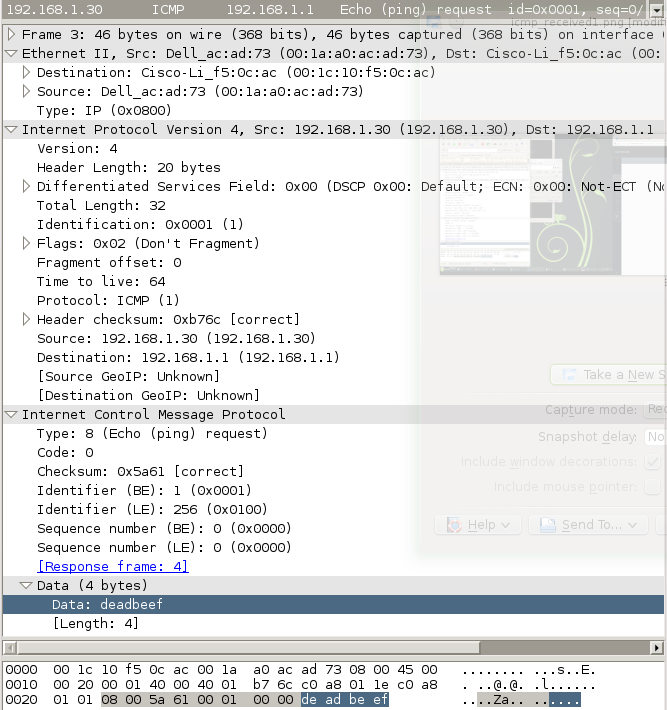 192.168.1.30 ICMP 192.168.1.1 Echo (ping) request id=0x0001, seq=0/
icmp_received1.png [modified
Frame 3: 46 bytes on wire (368 bits), 46 bytes captured (368 bits) on interface
Ethernet II, Src: Dell_ac:ad:73 (00:1a:a0:ac:ad:73), Dst: Cisco-Li_f5:0c:ac (00:
Destination: Cisco-Li_f5:0c:ac (00:1c:10:f5:0c:ac)
Source: Dell_ac:ad:73 (00:1a:a0:ac:ad:73)
Type: IP (0x0800)
Internet Protocol Version 4, Src: 192.168.1.30 (192.168.1.30), Dst: 192.168.1.1
Version: 4
Header Length: 20 bytes
Differentiated Services Field: 0x00 (DSCP 0x00: Default; ECN: 0x00: Not-ECT (No
Total Length: 32
Identification: 0x0001 (1)
Flags: 0x02 (Don't Fragment)
Fragment offset: 0
Time to live: 64
Protocol: ICMP (1)
Header checksum: 0xb76c [correct]
Source: 192.168.1.30 (192.168.1.30)
Destination: 192.168.1.1 (192.168.1.1)
[Source GeoIP: Unknown]
Take a New S
[Destination GeoIP: Unknown]
Capture mode: Rec
Internet Control Message Protocol
Type: 8 (Echo (ping) request)
Snapshot delay: No
Code: 0
Include window decorations:
Checksum: 0x5a61 [correct]
Include mouse pointer:
Identifier (BE): 1 (0x0001)
Identifier (LE): 256 (0x0100)
Help Send To...
Sequence number (BE): 0 (0x0000)
Sequence number (LE): 0 (0x0000)
[Response frame: 4]
Data (4 bytes)
Data: deadbeef
[Length: 4]
0000 00 1c 10 f5 0c ac 00 1a a0 ac ad 73 08 00 45 00 ........ ...s..E.
0010 00 20 00 01 40 00 40 01 b7 6c c0 a8 01 1e c0 a8 . ..@.@. .l......
0020 01 01 08 00 5a 61 00 01 00 00 de ad be ef ....Za.. ......